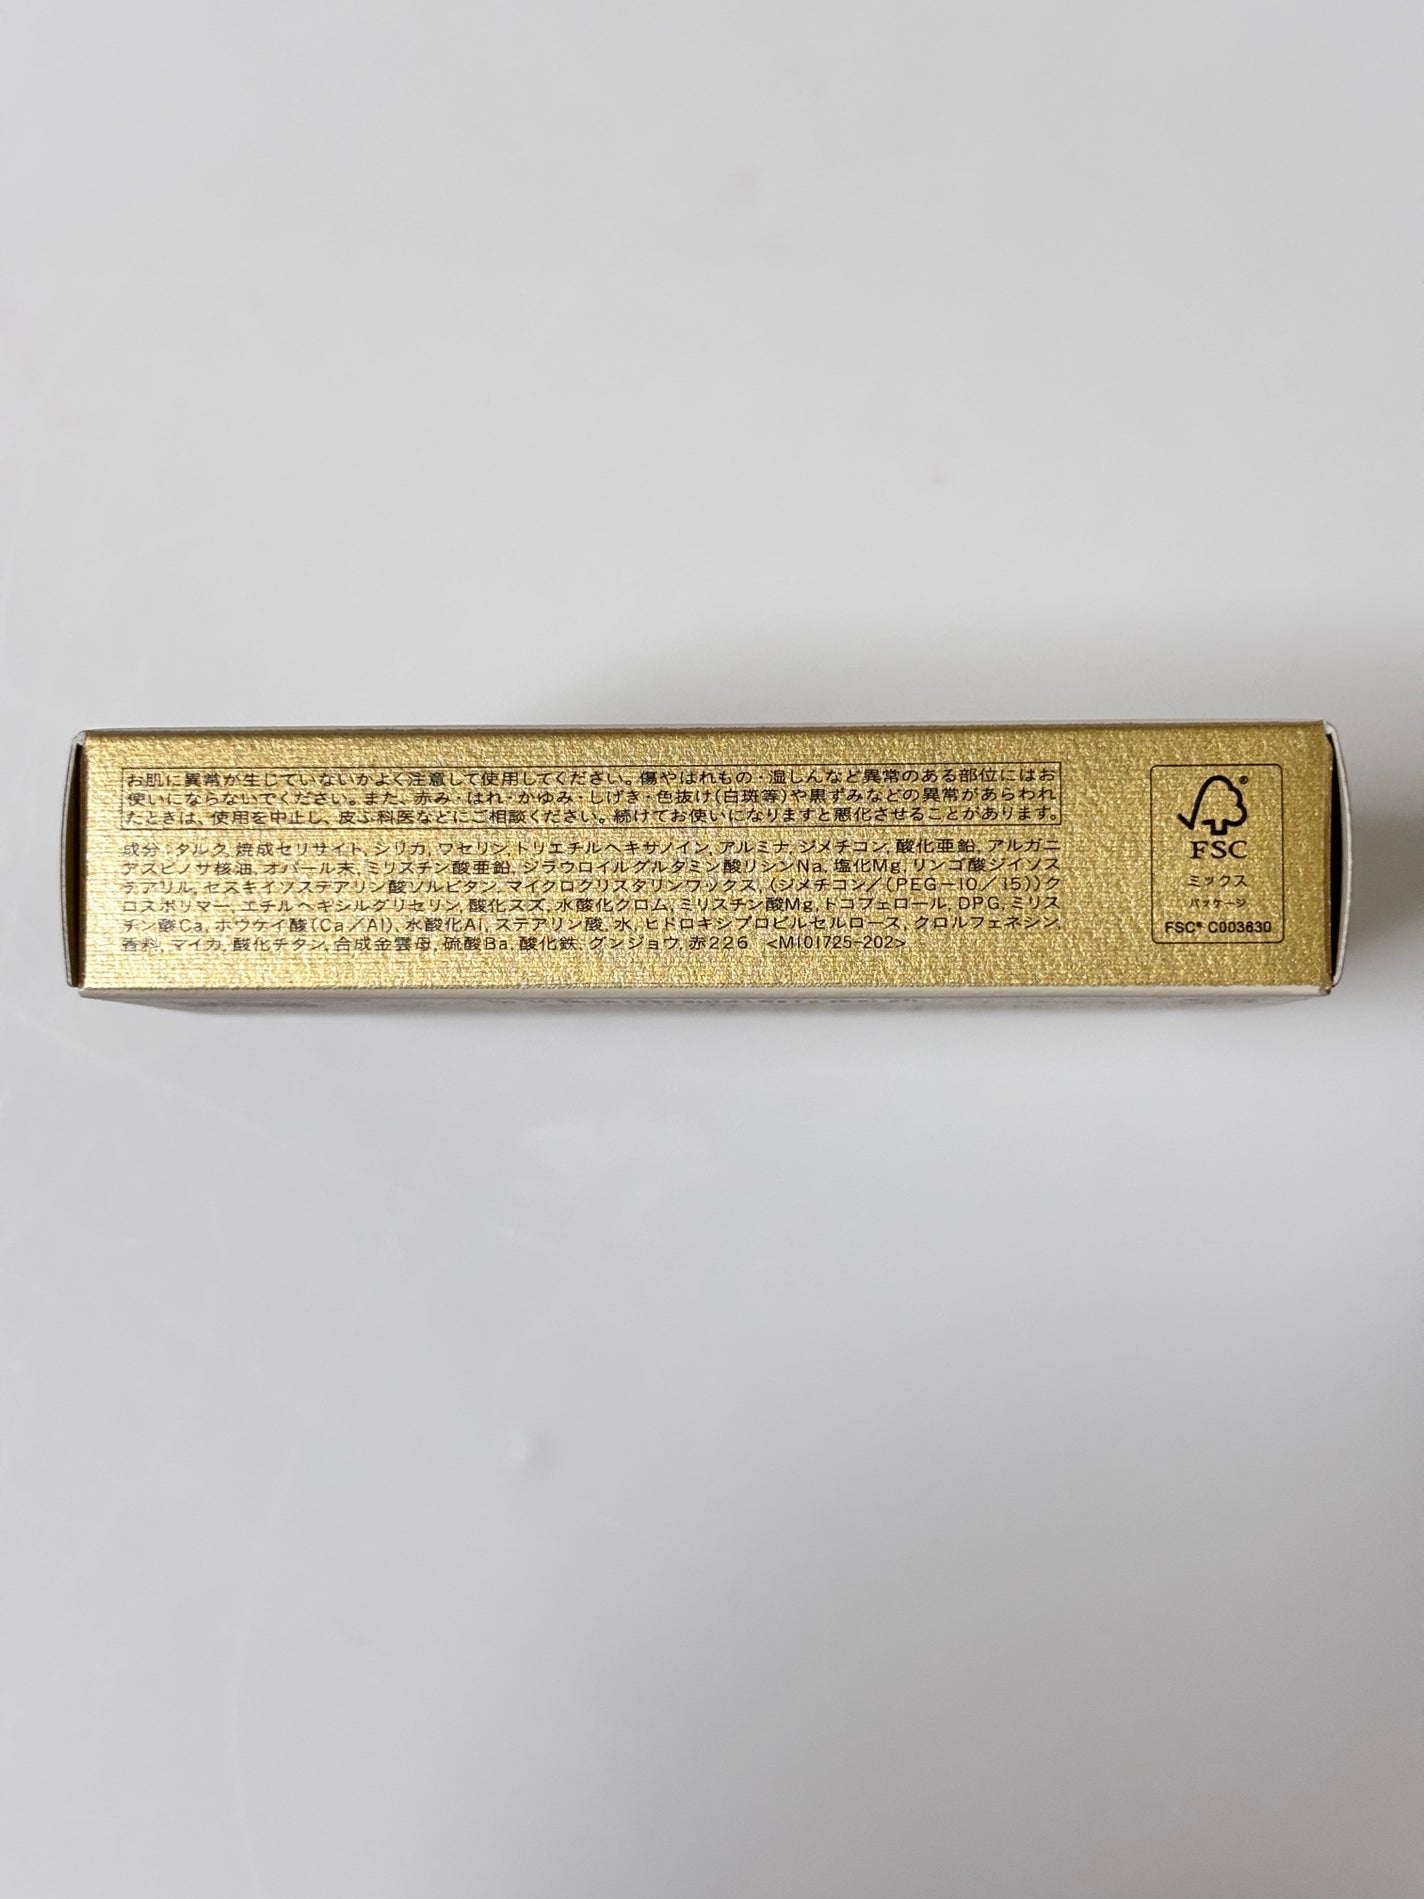 お肌に異常が生じていないかよく注意して使用してください。傷やはれもの・湿しんなど異常のある部位にはお
使いにならないでください。また、赤み・はれ・かゆみ・しげき・色抜け(白斑等)や黒ずみなどの異常があらわれ
たときは、使用を中止し、皮ふ科医などにご相談ください。続けてお使いになりますと悪化させることがあります。
成分：タルク, 焼成セリサイト, シリカ, ワセリン, トリエチルヘキサノイン, アルミナ, ジメチコン, 酸化亜鉛, アルガニ
アスピノサ核油, オパール末, ミリスチン酸亜鉛, ジラウロイルグルタミン酸リシンNa, 塩化Mg, リンゴ酸ジイソス
テアリル, セスキイソステアリン酸ソルビタン, マイクロクリスタリンワックス, (ジメチコン/(PEG-10/15))ク
ロスポリマー, エチルヘキシルグリセリン, 酸化スズ, 水酸化クロム, ミリスチン酸Mg, トコフェロール, DPG, ミリス
チン酸Ca, ホウケイ酸(Ca/Al), 水酸化Al, ステアリン酸, 水, ヒドロキシプロピルセルロース, クロルフェネシン,
香料, マイカ, 酸化チタン, 合成金雲母, 硫酸Ba, 酸化鉄, グンジョウ, 赤226 <M101725-202>
FSC
ミックス
パッケージ
FSC® C003630